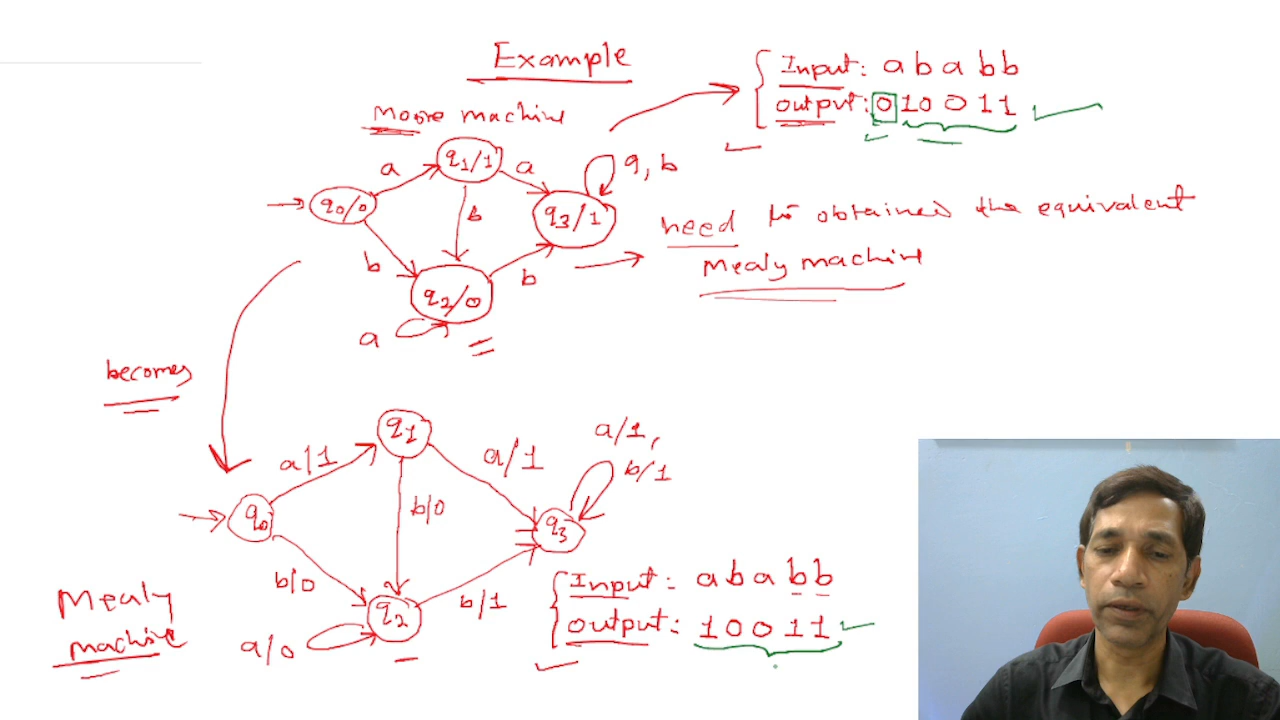 Example
Input: a b a b b
output: 0 1 0 0 1 1
Moore machine
q1/1
a
a
a, b
q0/0
b
q3/1
need to obtained the equivalent
Mealy machine
b
b
q2/0
a
becomes
q1
a/1,
b/1
a/1
a/1
b/0
q0
q3
b/0
b/1
q2
a/0
Mealy
machine
Input: a b a b b
output: 1 0 0 1 1